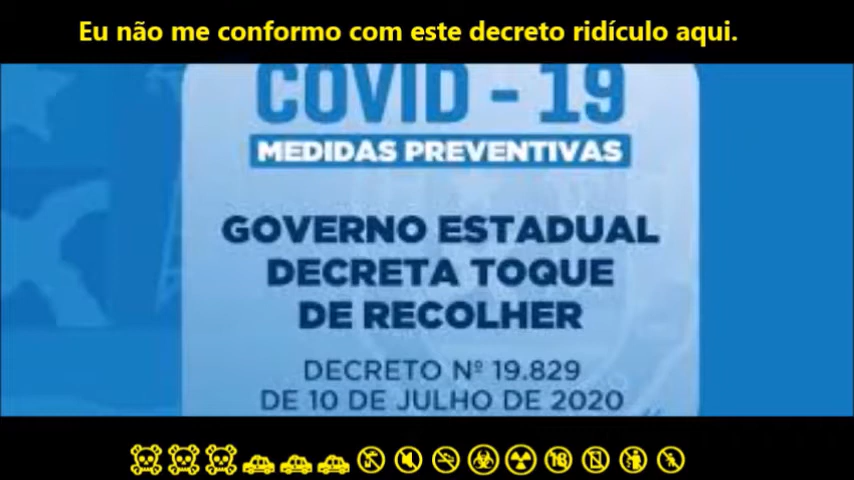 Eu não me conformo com este decreto ridículo aqui.
COVID - 19
MEDIDAS PREVENTIVAS
GOVERNO ESTADUAL
DECRETA TOQUE
DE RECOLHER
DECRETO Nº 19.829
DE 10 DE JULHO DE 2020